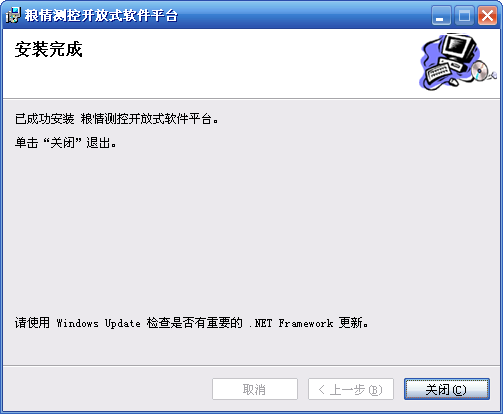 粮情测控开放式软件平台
安装完成
已成功安装 粮情测控开放式软件平台。
单击“关闭”退出。
请使用 Windows Update 检查是否有重要的 .NET Framework 更新。
取消
< 上一步(B)
关闭(C)